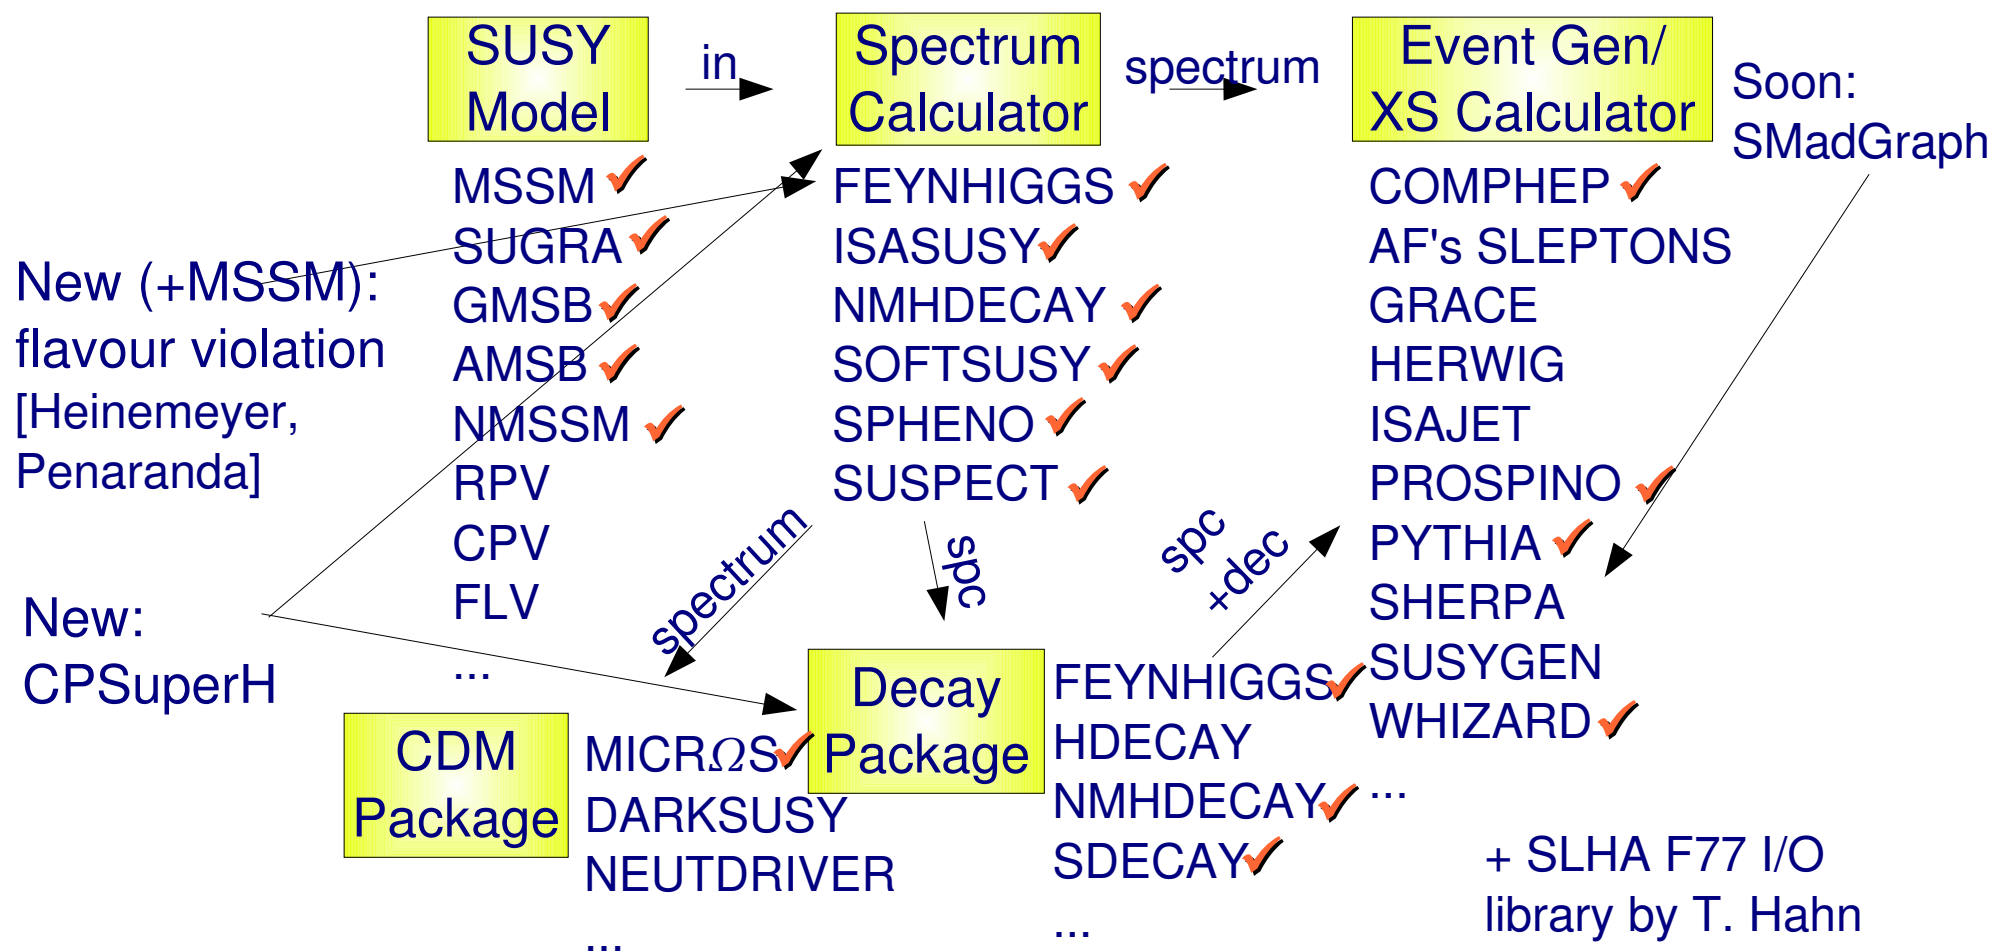 SUSY
Model
in
Spectrum
Calculator
spectrum
Event Gen/
XS Calculator
Soon:
SMadGraph
MSSM
SUGRA
GMSB
AMSB
NMSSM
RPV
CPV
FLV
...
FEYNHIGGS
ISASUSY
NMHDECAY
SOFTSUSY
SPHENO
SUSPECT
COMPHEP
AF's SLEPTONS
GRACE
HERWIG
ISAJET
PROSPINO
PYTHIA
SHERPA
SUSYGEN
WHIZARD
...
New (+MSSM):
flavour violation
[Heinemeyer,
Penaranda]
New:
CPSuperH
spectrum
spc
spc
+dec
CDM
Package
MICRΩS
DARKSUSY
NEUTDRIVER
...
Decay
Package
FEYNHIGGS
HDECAY
NMHDECAY
SDECAY
...
+ SLHA F77 I/O
library by T. Hahn